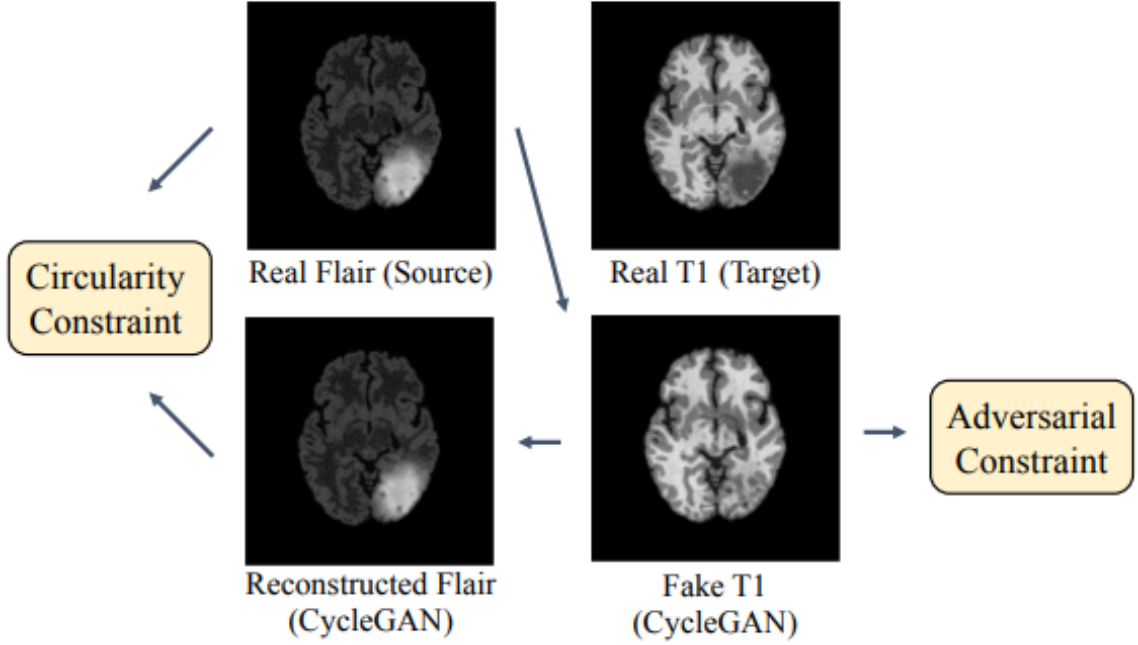 Real Flair (Source)
Real T1 (Target)
Circularity
Constraint
Reconstructed Flair
(CycleGAN)
Fake T1
(CycleGAN)
Adversarial
Constraint